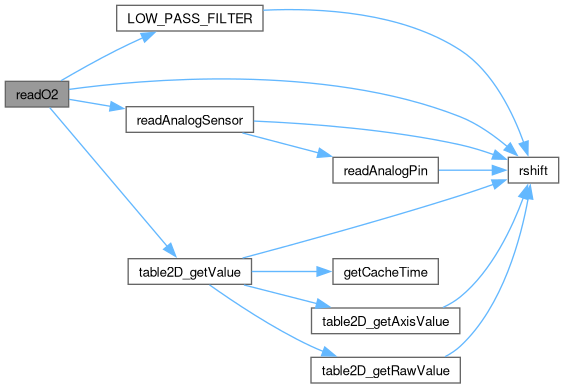 LOW_PASS_FILTER
readO2
readAnalogSensor
readAnalogPin
rshift
table2D_getValue
getCacheTime
table2D_getAxisValue
table2D_getRawValue